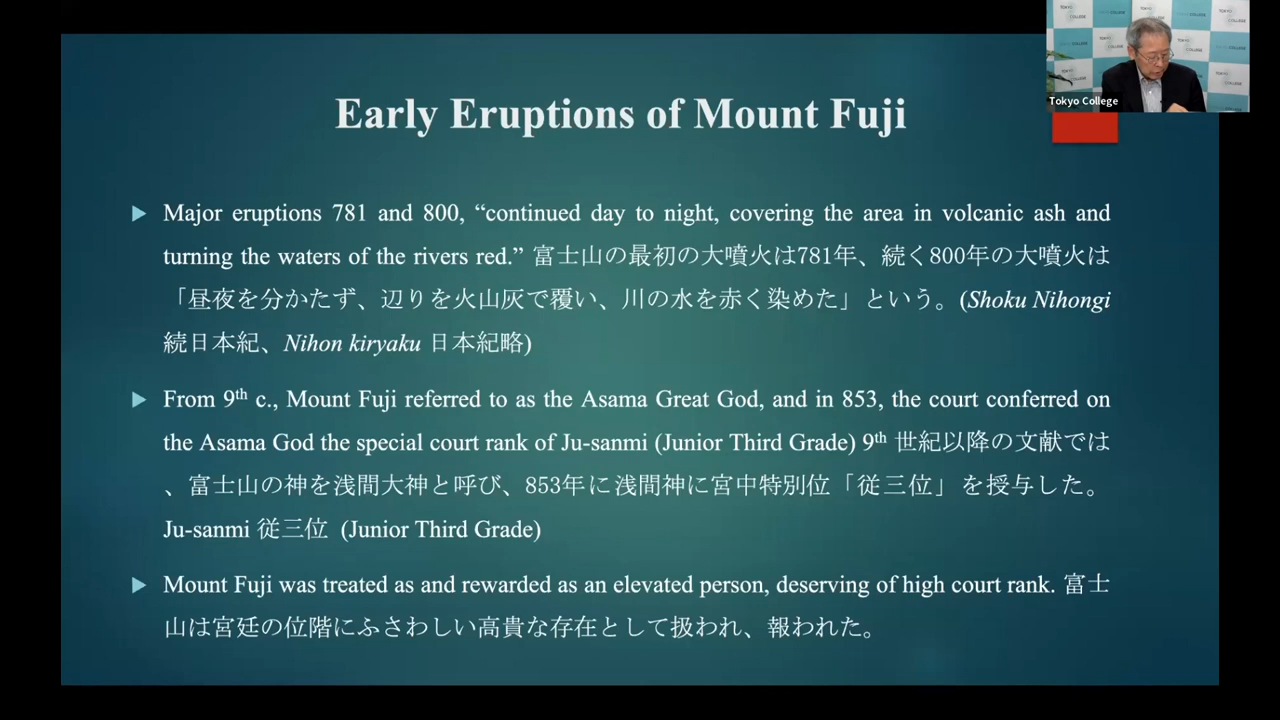 TOKYO COLLEGE
Tokyo College
Early Eruptions of Mount Fuji
Major eruptions 781 and 800, “continued day to night, covering the area in volcanic ash and
turning the waters of the rivers red.” 富士山の最初の大噴火は781年、続く800年の大噴火は
「昼夜を分かたず、辺りを火山灰で覆い、川の水を赤く染めた」という。(Shoku Nihongi
続日本紀、Nihon kiryaku 日本紀略)
From 9th c., Mount Fuji referred to as the Asama Great God, and in 853, the court conferred on
the Asama God the special court rank of Ju-sanmi (Junior Third Grade) 9th 世紀以降の文献では
、富士山の神を浅間大神と呼び、853年に浅間神に宮中特別位「従三位」を授与した。
Ju-sanmi 従三位 (Junior Third Grade)
Mount Fuji was treated as and rewarded as an elevated person, deserving of high court rank. 富士
山は宮廷の位階にふさわしい高貴な存在として扱われ、報われた。